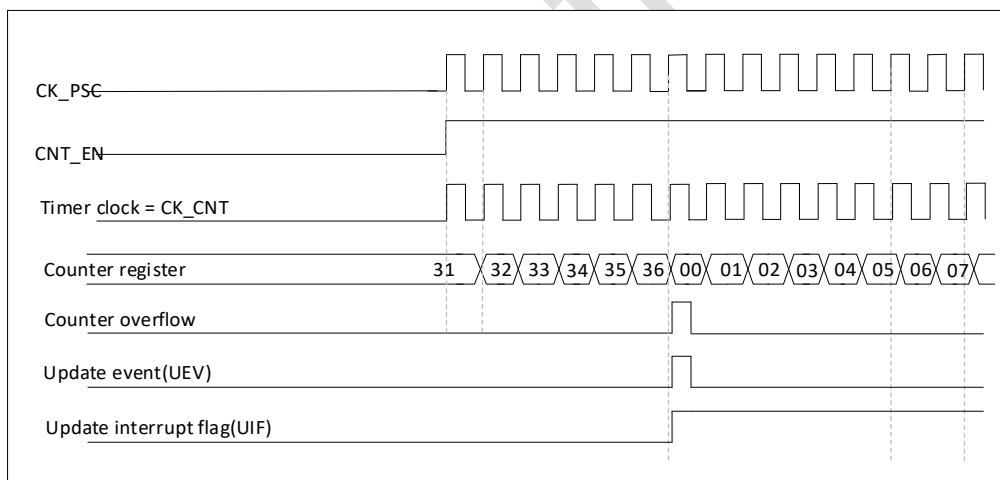 CK_PSC
CNT_EN
Timer clock = CK_CNT
Counter register 31 32 33 34 35 36 00 01 02 03 04 05 06 07
Counter overflow
Update event(UEV)
Update interrupt flag(UIF)